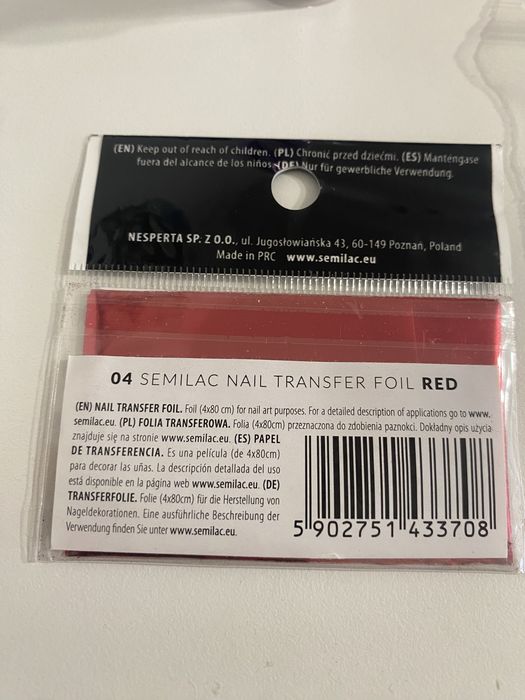 (EN) Keep out of reach of children. (PL) Chronić przed dziećmi. (ES) Manténgase
fuera del alcance de los niños. (DE) Nur für gewerbliche Verwendung.
NESPERTA SP. Z O.O., ul. Jugosłowiańska 43, 60-149 Poznań, Poland
Made in PRC www.semilac.eu
04 SEMILAC NAIL TRANSFER FOIL RED
(EN) NAIL TRANSFER FOIL. Foil (4x80 cm) for nail art purposes. For a detailed description of applications go to www.
semilac.eu. (PL) FOLIA TRANSFEROWA. Folia (4x80cm) przeznaczona do zdobienia paznokci. Dokładny opis użycia
znajduje się na stronie www.semilac.eu. (ES) PAPEL
DE TRANSFERENCIA. Es una película (de 4x80cm)
para decorar las uñas. La descripción detallada del uso
está disponible en la página web www.semilac.eu. (DE)
TRANSFERFOLIE. Folie (4x80cm) für die Herstellung von
Nageldekorationen. Eine ausführliche Beschreibung der
Verwendung finden Sie unter www.semilac.eu.
5 902751 433708